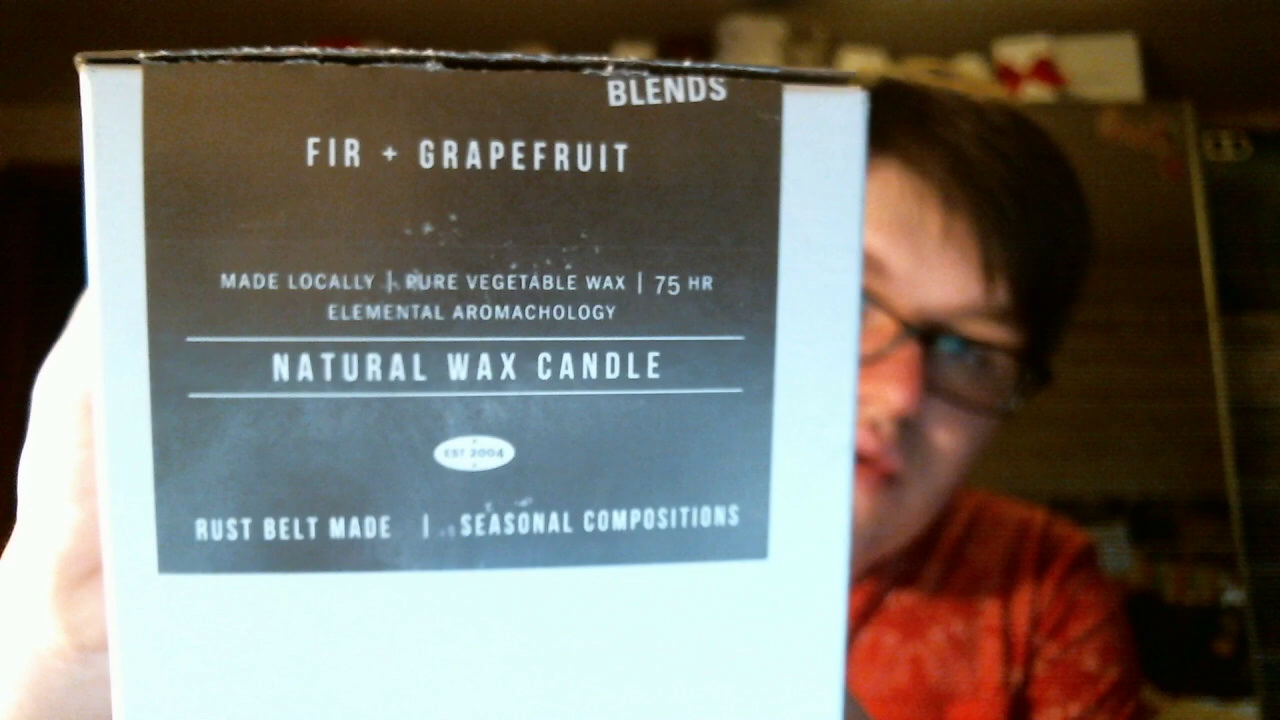 BLENDS
FIR + GRAPEFRUIT
MADE LOCALLY | PURE VEGETABLE WAX | 75 HR
ELEMENTAL AROMACHOLOGY
NATURAL WAX CANDLE
EST 2004
RUST BELT MADE | SEASONAL COMPOSITIONS